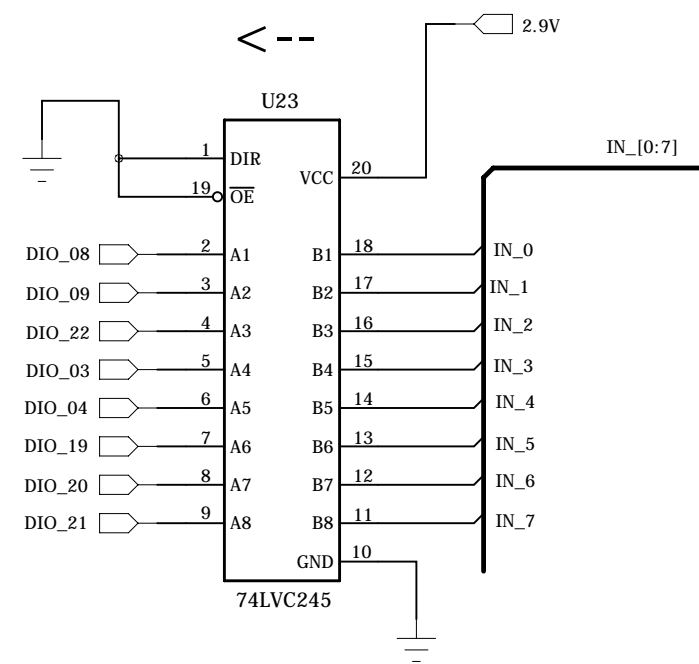 <--
2.9V
U23
IN_[0:7]
1 DIR
VCC 20
19 OE
DIO_08 2 A1 B1 18 IN_0
DIO_09 3 A2 B2 17 IN_1
DIO_22 4 A3 B3 16 IN_2
DIO_03 5 A4 B4 15 IN_3
DIO_04 6 A5 B5 14 IN_4
DIO_19 7 A6 B6 13 IN_5
DIO_20 8 A7 B7 12 IN_6
DIO_21 9 A8 B8 11 IN_7
GND 10
74LVC245